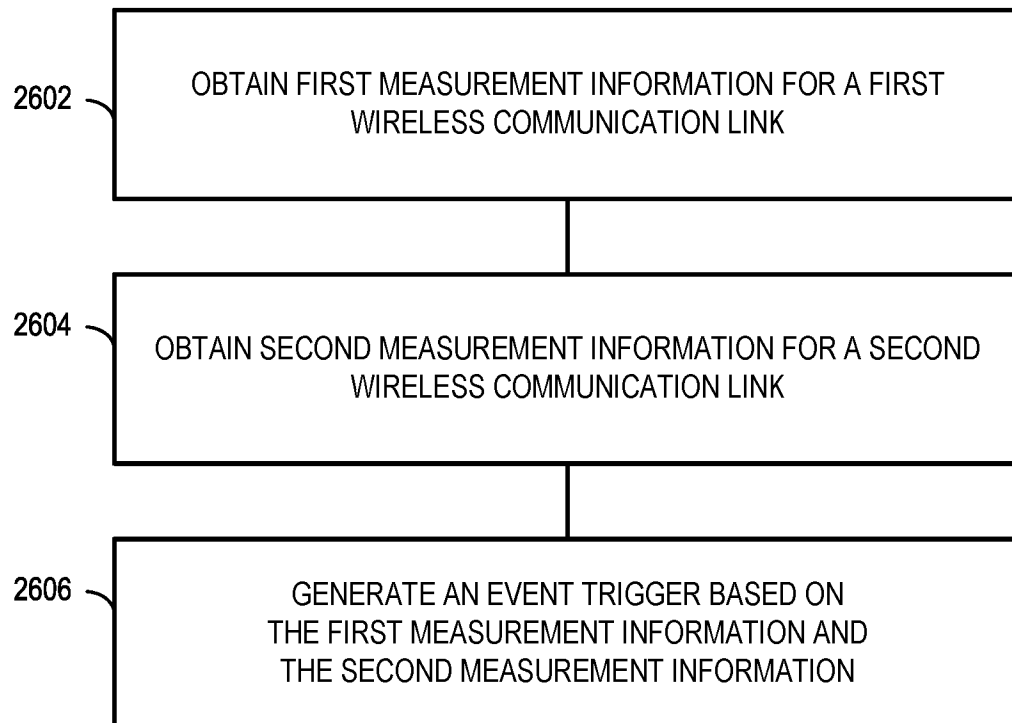 2602
OBTAIN FIRST MEASUREMENT INFORMATION FOR A FIRST
WIRELESS COMMUNICATION LINK
2604
OBTAIN SECOND MEASUREMENT INFORMATION FOR A SECOND
WIRELESS COMMUNICATION LINK
2606
GENERATE AN EVENT TRIGGER BASED ON
THE FIRST MEASUREMENT INFORMATION AND
THE SECOND MEASUREMENT INFORMATION